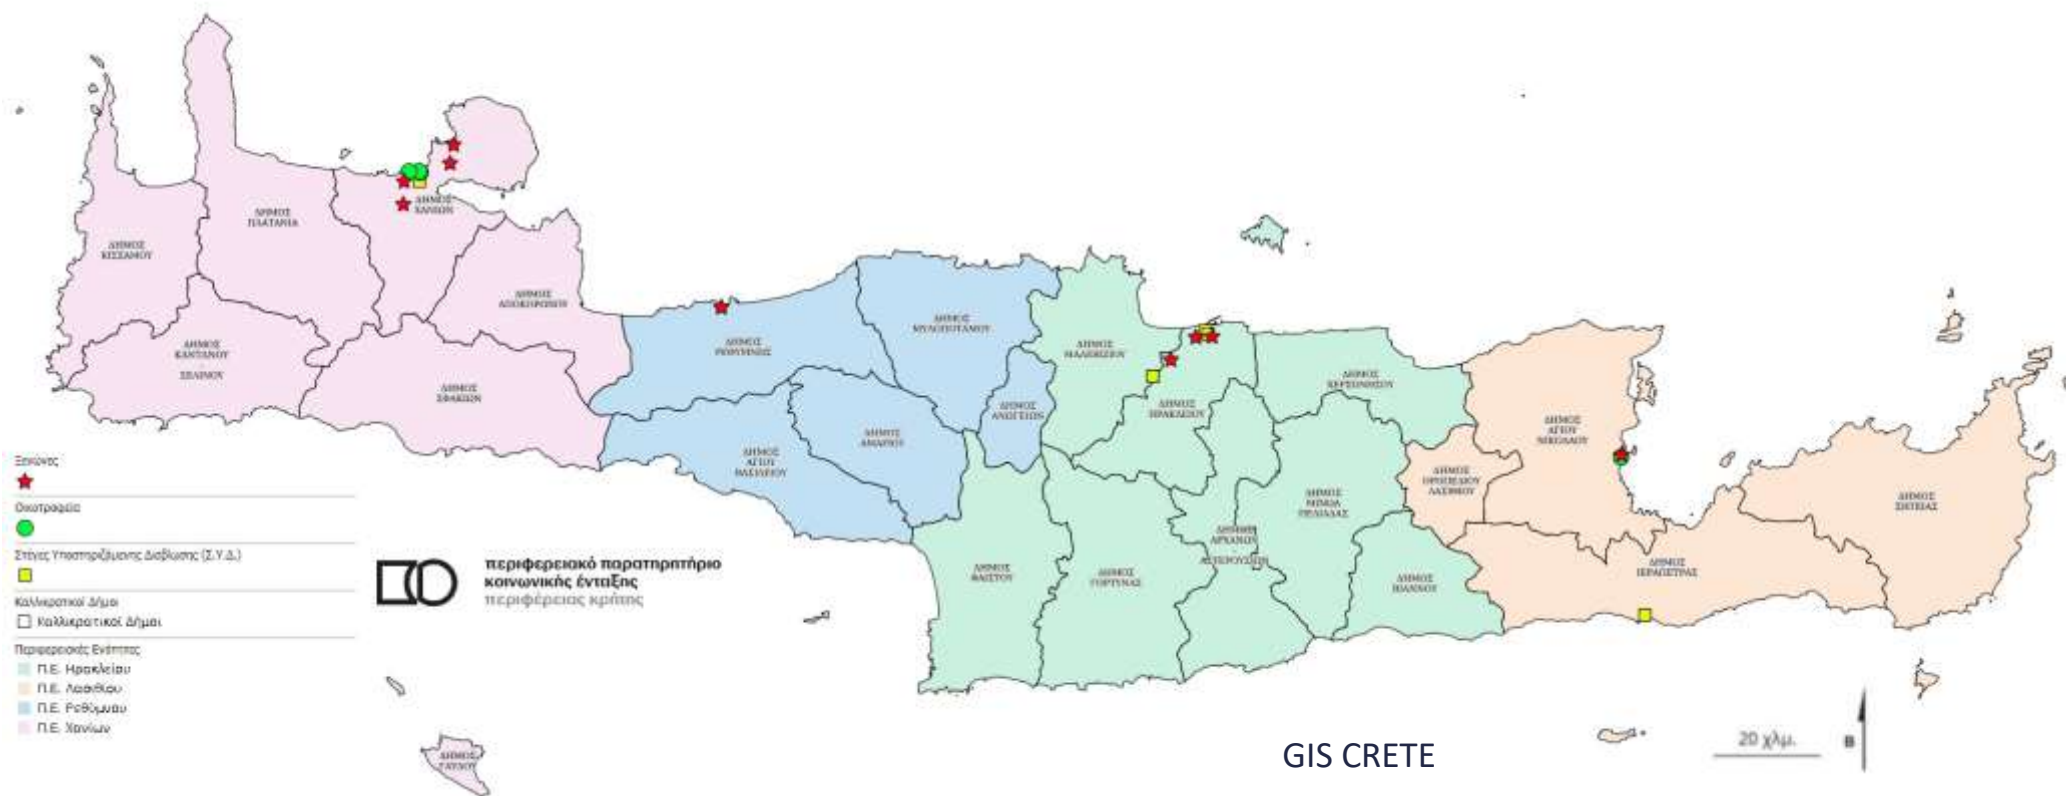 ΔΗΜΟΣ
ΚΙΣΣΑΜΟΥ
ΔΗΜΟΣ
ΠΛΑΤΑΝΙΑ
ΔΗΜΟΣ
ΧΑΝΙΩΝ
ΔΗΜΟΣ
ΑΠΟΚΟΡΩΝΟΥ
ΔΗΜΟΣ
ΚΑΝΤΑΝΟΥ
ΣΕΛΙΝΟΥ
ΔΗΜΟΣ
ΣΦΑΚΙΩΝ
ΔΗΜΟΣ
ΡΕΘΥΜΝΗΣ
ΔΗΜΟΣ
ΜΥΛΟΠΟΤΑΜΟΥ
ΔΗΜΟΣ
ΑΝΩΓΕΙΩΝ
ΔΗΜΟΣ
ΑΜΑΡΙΟΥ
ΔΗΜΟΣ
ΑΓΙΟΥ
ΒΑΣΙΛΕΙΟΥ
ΔΗΜΟΣ
ΜΑΛΕΒΙΖΙΟΥ
ΔΗΜΟΣ
ΗΡΑΚΛΕΙΟΥ
ΔΗΜΟΣ
ΧΕΡΣΟΝΗΣΟΥ
ΔΗΜΟΣ
ΑΓΙΟΥ
ΝΙΚΟΛΑΟΥ
ΔΗΜΟΣ
ΟΡΟΠΕΔΙΟΥ
ΛΑΣΙΘΙΟΥ
ΔΗΜΟΣ
ΣΗΤΕΙΑΣ
ΔΗΜΟΣ
ΜΙΝΩΑ
ΠΕΔΙΑΔΑΣ
ΔΗΜΟΣ
ΑΡΧΑΝΩΝ
ΑΣΤΕΡΟΥΣΙΩΝ
ΔΗΜΟΣ
ΦΑΙΣΤΟΥ
ΔΗΜΟΣ
ΓΟΡΤΥΝΑΣ
ΔΗΜΟΣ
ΒΙΑΝΝΟΥ
ΔΗΜΟΣ
ΙΕΡΑΠΕΤΡΑΣ
ΔΗΜΟΣ
ΓΑΥΔΟΥ
Ξενώνες
Οικοτροφεία
Στέγες Υποστηριζόμενης Διαβίωσης (Σ.Υ.Δ.)
Καλλικρατικοί Δήμοι
Καλλικρατικοί Δήμοι
Περιφερειακές Ενότητες
Π.Ε. Ηρακλείου
Π.Ε. Λασιθίου
Π.Ε. Ρεθύμνου
Π.Ε. Χανίων
περιφερειακό παρατηρητήριο
κοινωνικής ένταξης
περιφέρειας κρήτης
GIS CRETE
20 χλμ.
Β